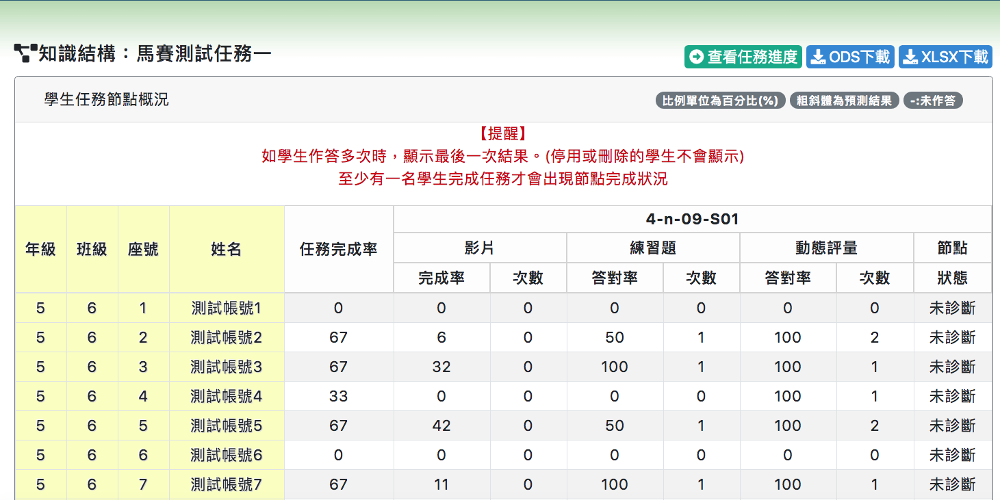 知識結構：馬賽測試任務一
查看任務進度 ODS下載 XLSX下載
學生任務節點概況 比例單位為百分比(%) 粗斜體為預測結果 -:未作答
【提醒】
如學生作答多次時，顯示最後一次結果。(停用或刪除的學生不會顯示)
至少有一名學生完成任務才會出現節點完成狀況
4-n-09-S01
年級 班級 座號 姓名 任務完成率 影片 練習題 動態評量 節點
完成率 次數 答對率 次數 答對率 次數 狀態
5 6 1 測試帳號1 0 0 0 0 0 0 0 未診斷
5 6 2 測試帳號2 67 6 0 50 1 100 2 未診斷
5 6 3 測試帳號3 67 32 0 100 1 100 1 未診斷
5 6 4 測試帳號4 33 0 0 0 0 100 1 未診斷
5 6 5 測試帳號5 67 42 0 50 1 100 2 未診斷
5 6 6 測試帳號6 0 0 0 0 0 0 0 未診斷
5 6 7 測試帳號7 67 11 0 100 1 100 1 未診斷